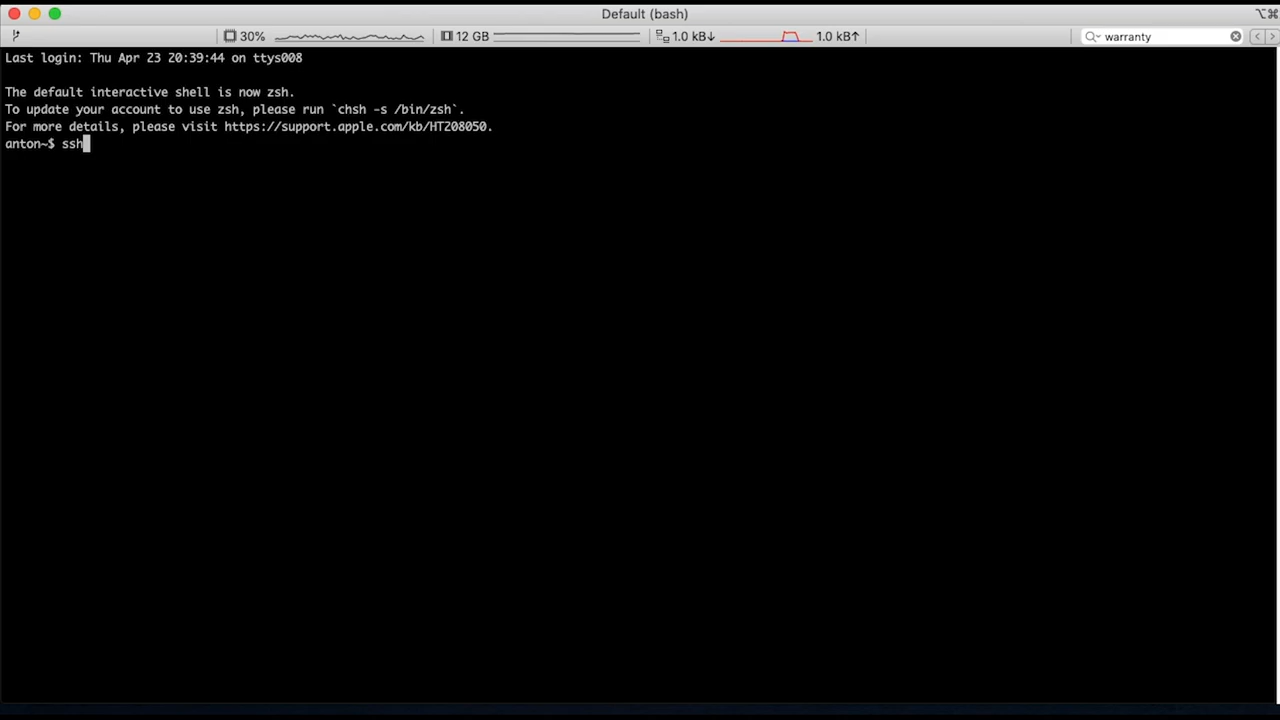 Default (bash)
⌥⌘
30% 12 GB 1.0 kB↓ 1.0 kB↑ warranty
Last login: Thu Apr 23 20:39:44 on ttys008
The default interactive shell is now zsh.
To update your account to use zsh, please run `chsh -s /bin/zsh`.
For more details, please visit https://support.apple.com/kb/HT208050.
anton~$ ssh